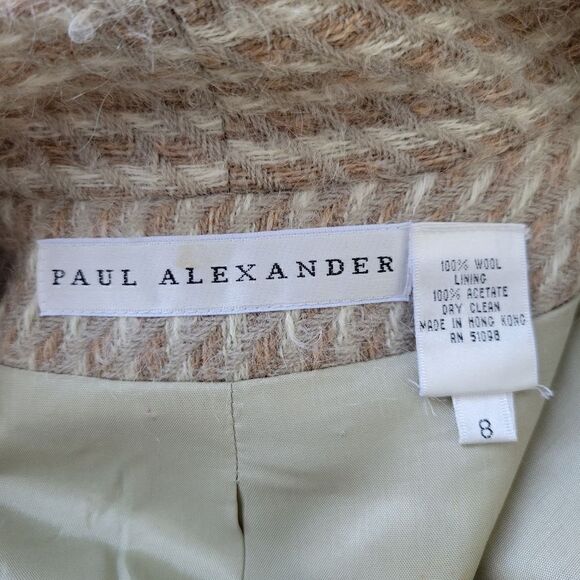 PAUL ALEXANDER
100% WOOL
LINING
100% ACETATE
DRY CLEAN
MADE IN HONG KONG
RN 51098
8